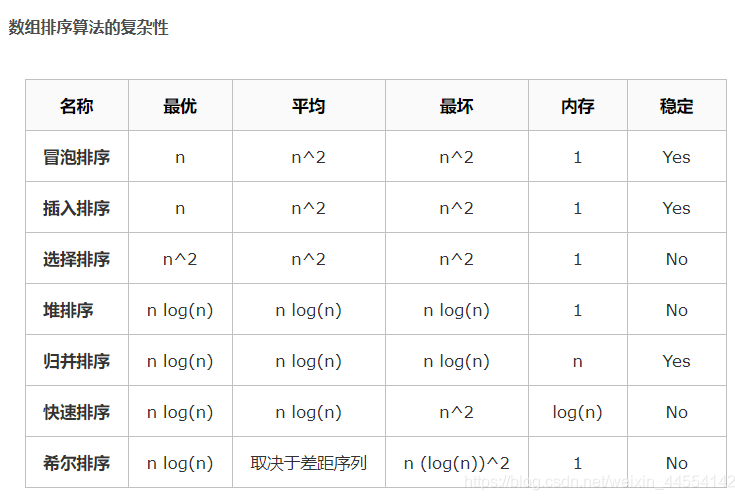 数组排序算法的复杂性
名称 最优 平均 最坏 内存 稳定
冒泡排序 n n^2 n^2 1 Yes
插入排序 n n^2 n^2 1 Yes
选择排序 n^2 n^2 n^2 1 No
堆排序 n log(n) n log(n) n log(n) 1 No
归并排序 n log(n) n log(n) n log(n) n Yes
快速排序 n log(n) n log(n) n^2 log(n) No
希尔排序 n log(n) 取决于差距序列 n (log(n))^2 1 No
https://blog.csdn.net/weixin_44554142